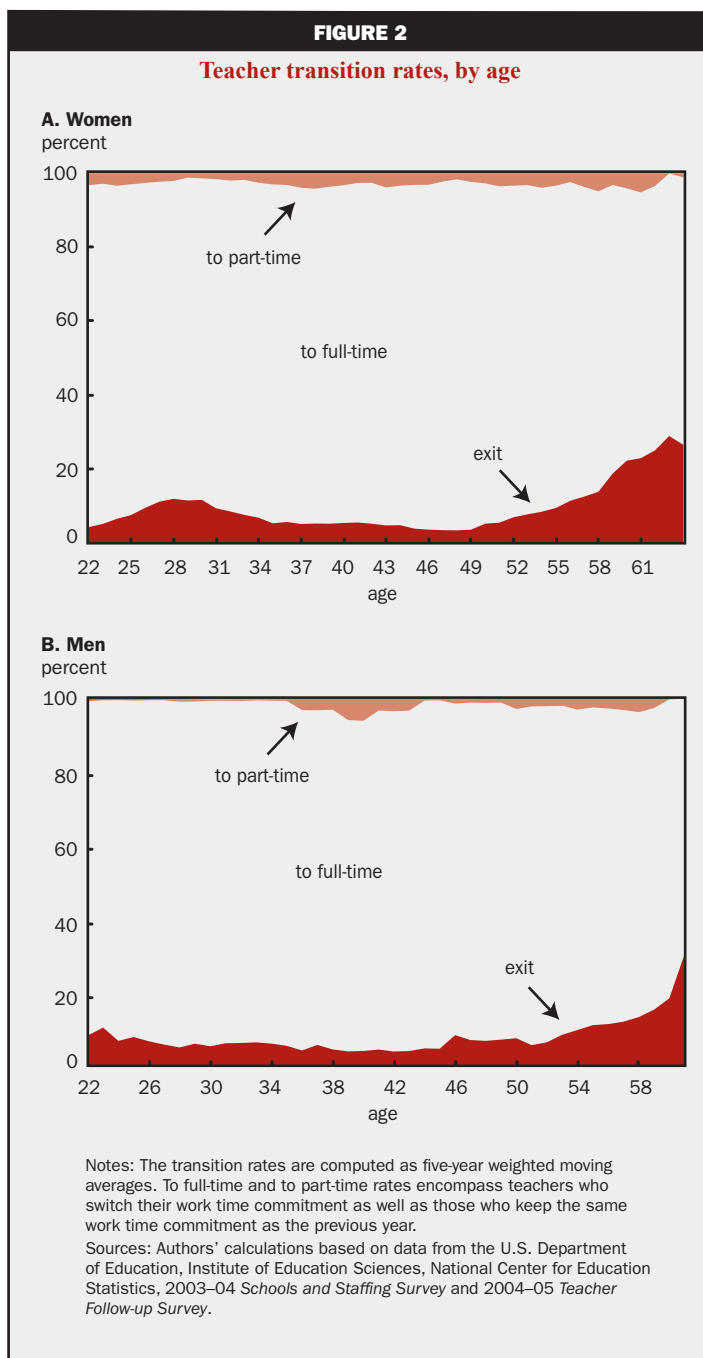 FIGURE 2
Teacher transition rates, by age
A. Women
percent
100
to part-time
80
60
to full-time
40
exit
20
0
22 25 28 31 34 37 40 43 46 49 52 55 58 61
age
B. Men
percent
100
to part-time
80
60
to full-time
40
exit
20
0
22 26 30 34 38 42 46 50 54 58
age
Notes: The transition rates are computed as five-year weighted moving
averages. To full-time and to part-time rates encompass teachers who
switch their work time commitment as well as those who keep the same
work time commitment as the previous year.
Sources: Authors’ calculations based on data from the U.S. Department
of Education, Institute of Education Sciences, National Center for Education
Statistics, 2003–04 Schools and Staffing Survey and 2004–05 Teacher
Follow-up Survey.